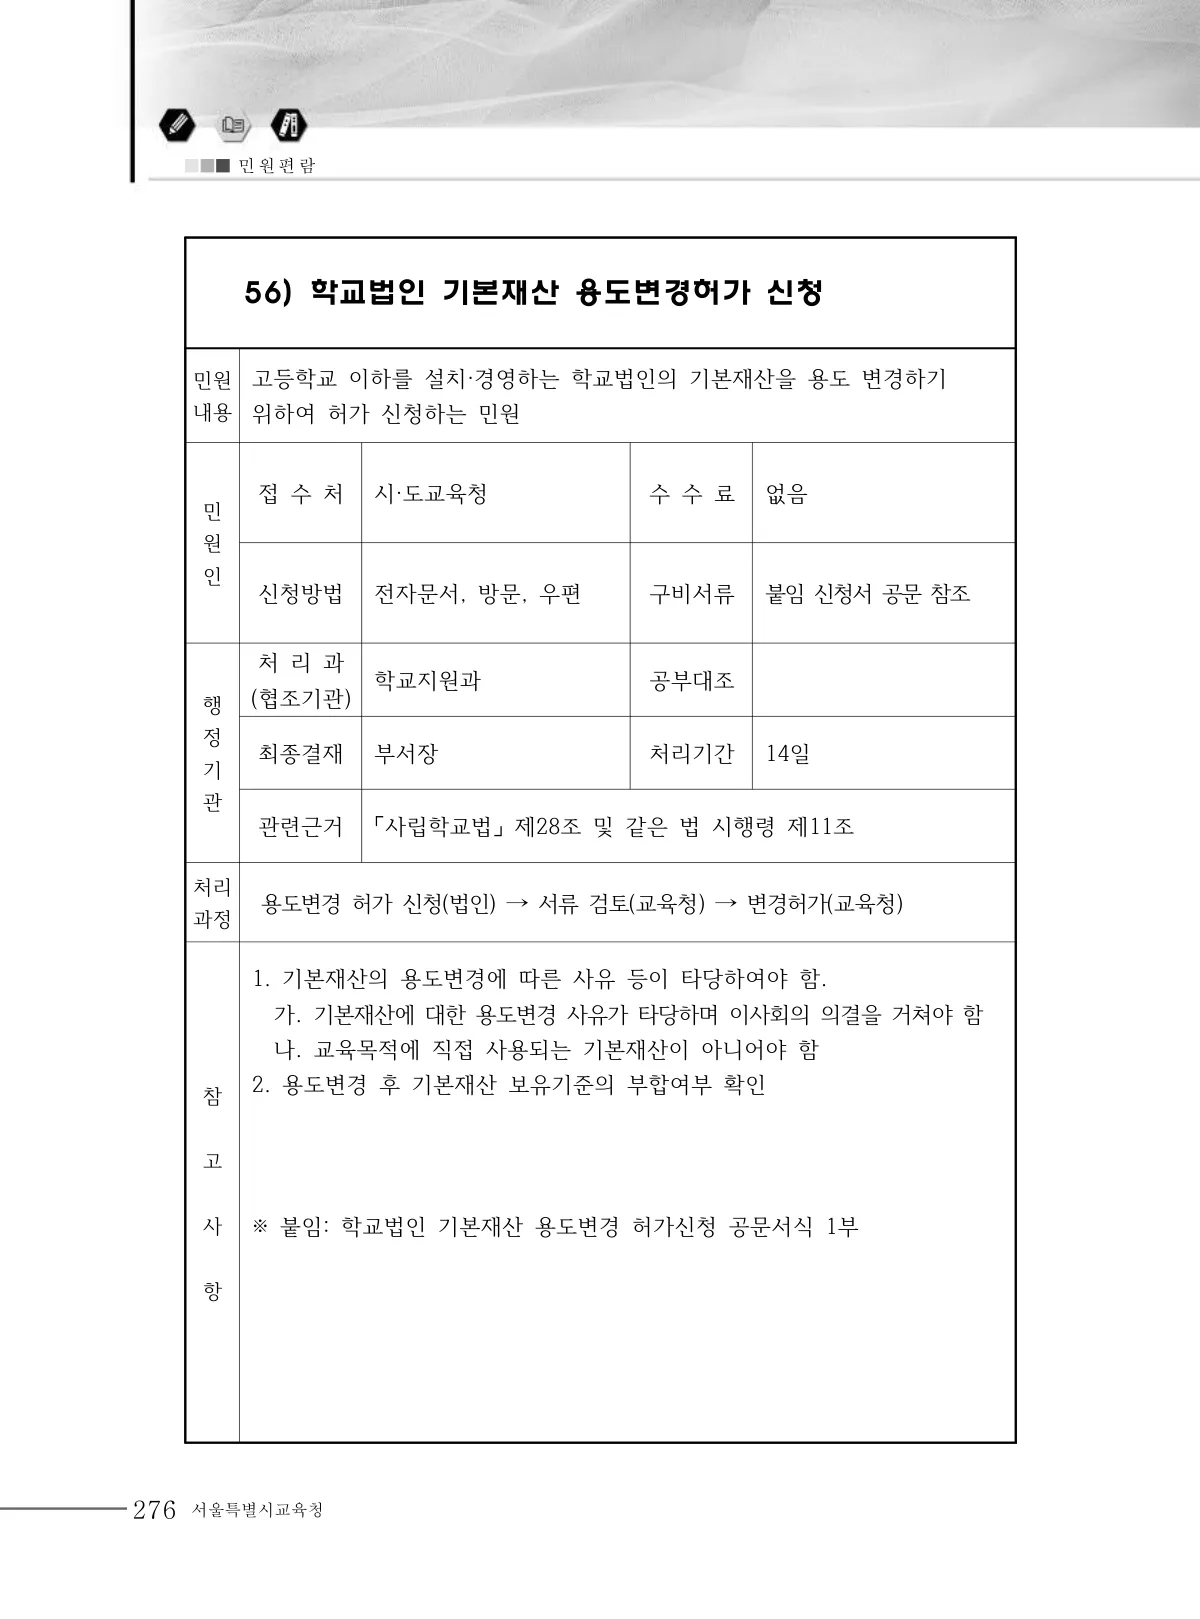 민원편람
56) 학교법인 기본재산 용도변경허가 신청
민원
내용
고등학교 이하를 설치·경영하는 학교법인의 기본재산을 용도 변경하기
위하여 허가 신청하는 민원
민
원
인
접 수 처
시·도교육청
수 수 료
없음
신청방법
전자문서, 방문, 우편
구비서류
붙임 신청서 공문 참조
행
정
기
관
처 리 과
(협조기관)
학교지원과
공부대조
최종결재
부서장
처리기간
14일
관련근거
「사립학교법」제28조 및 같은 법 시행령 제11조
처리
과정
용도변경 허가 신청(법인) → 서류 검토(교육청) → 변경허가(교육청)
참
고
사
항
1. 기본재산의 용도변경에 따른 사유 등이 타당하여야 함.
가. 기본재산에 대한 용도변경 사유가 타당하며 이사회의 의결을 거쳐야 함
나. 교육목적에 직접 사용되는 기본재산이 아니어야 함
2. 용도변경 후 기본재산 보유기준의 부합여부 확인
※ 붙임: 학교법인 기본재산 용도변경 허가신청 공문서식 1부
276 서울특별시교육청